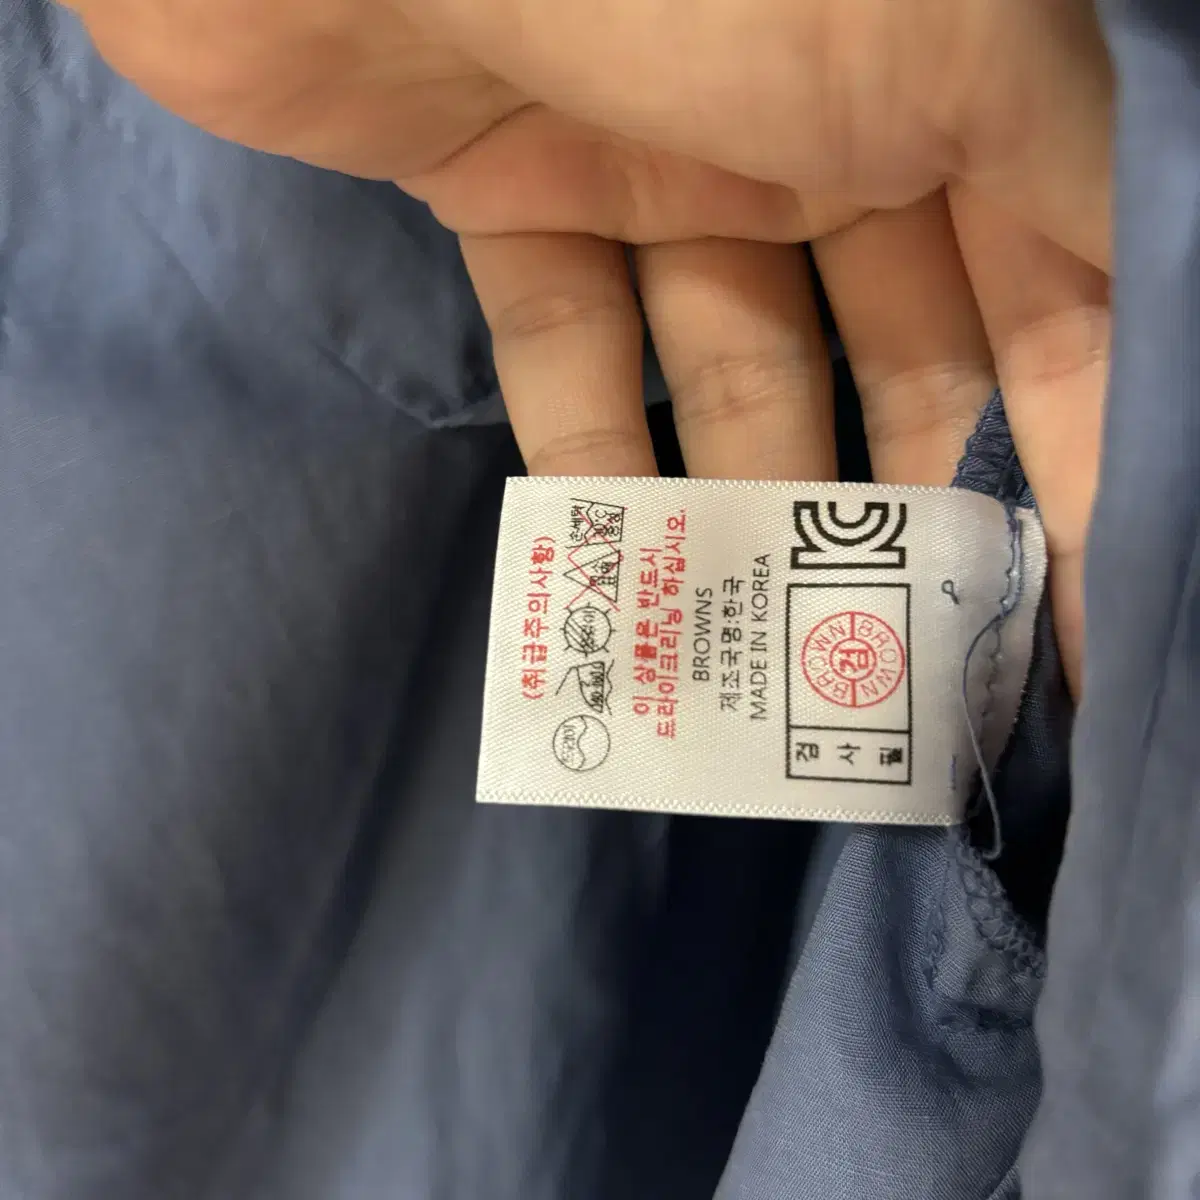 BROWN
BROWN
검
검 사 필
MADE IN KOREA
제조국명:한국
BROWNS
이 상품은 반드시
드라이크리닝 하십시오.
(취급주의사항)